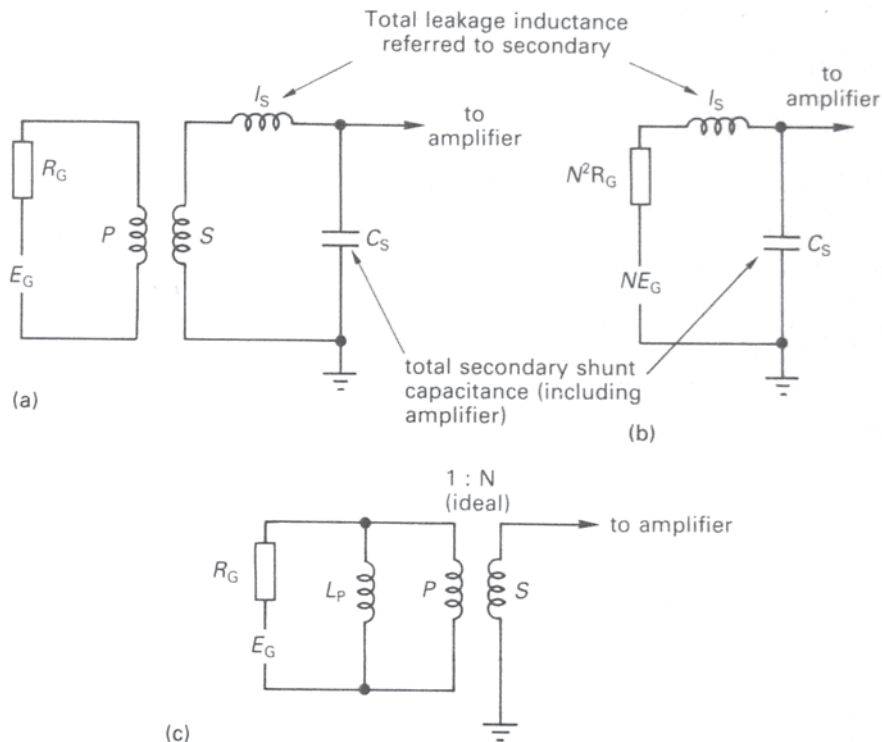 Total leakage inductance
referred to secondary
l_S
to
amplifier
R_G
P
S
E_G
C_S
(a)
to
amplifier
l_S
N²R_G
C_S
NE_G
total secondary shunt
capacitance (including
amplifier)
(b)
1 : N
(ideal)
to amplifier
R_G
L_P
P
S
E_G
(c)